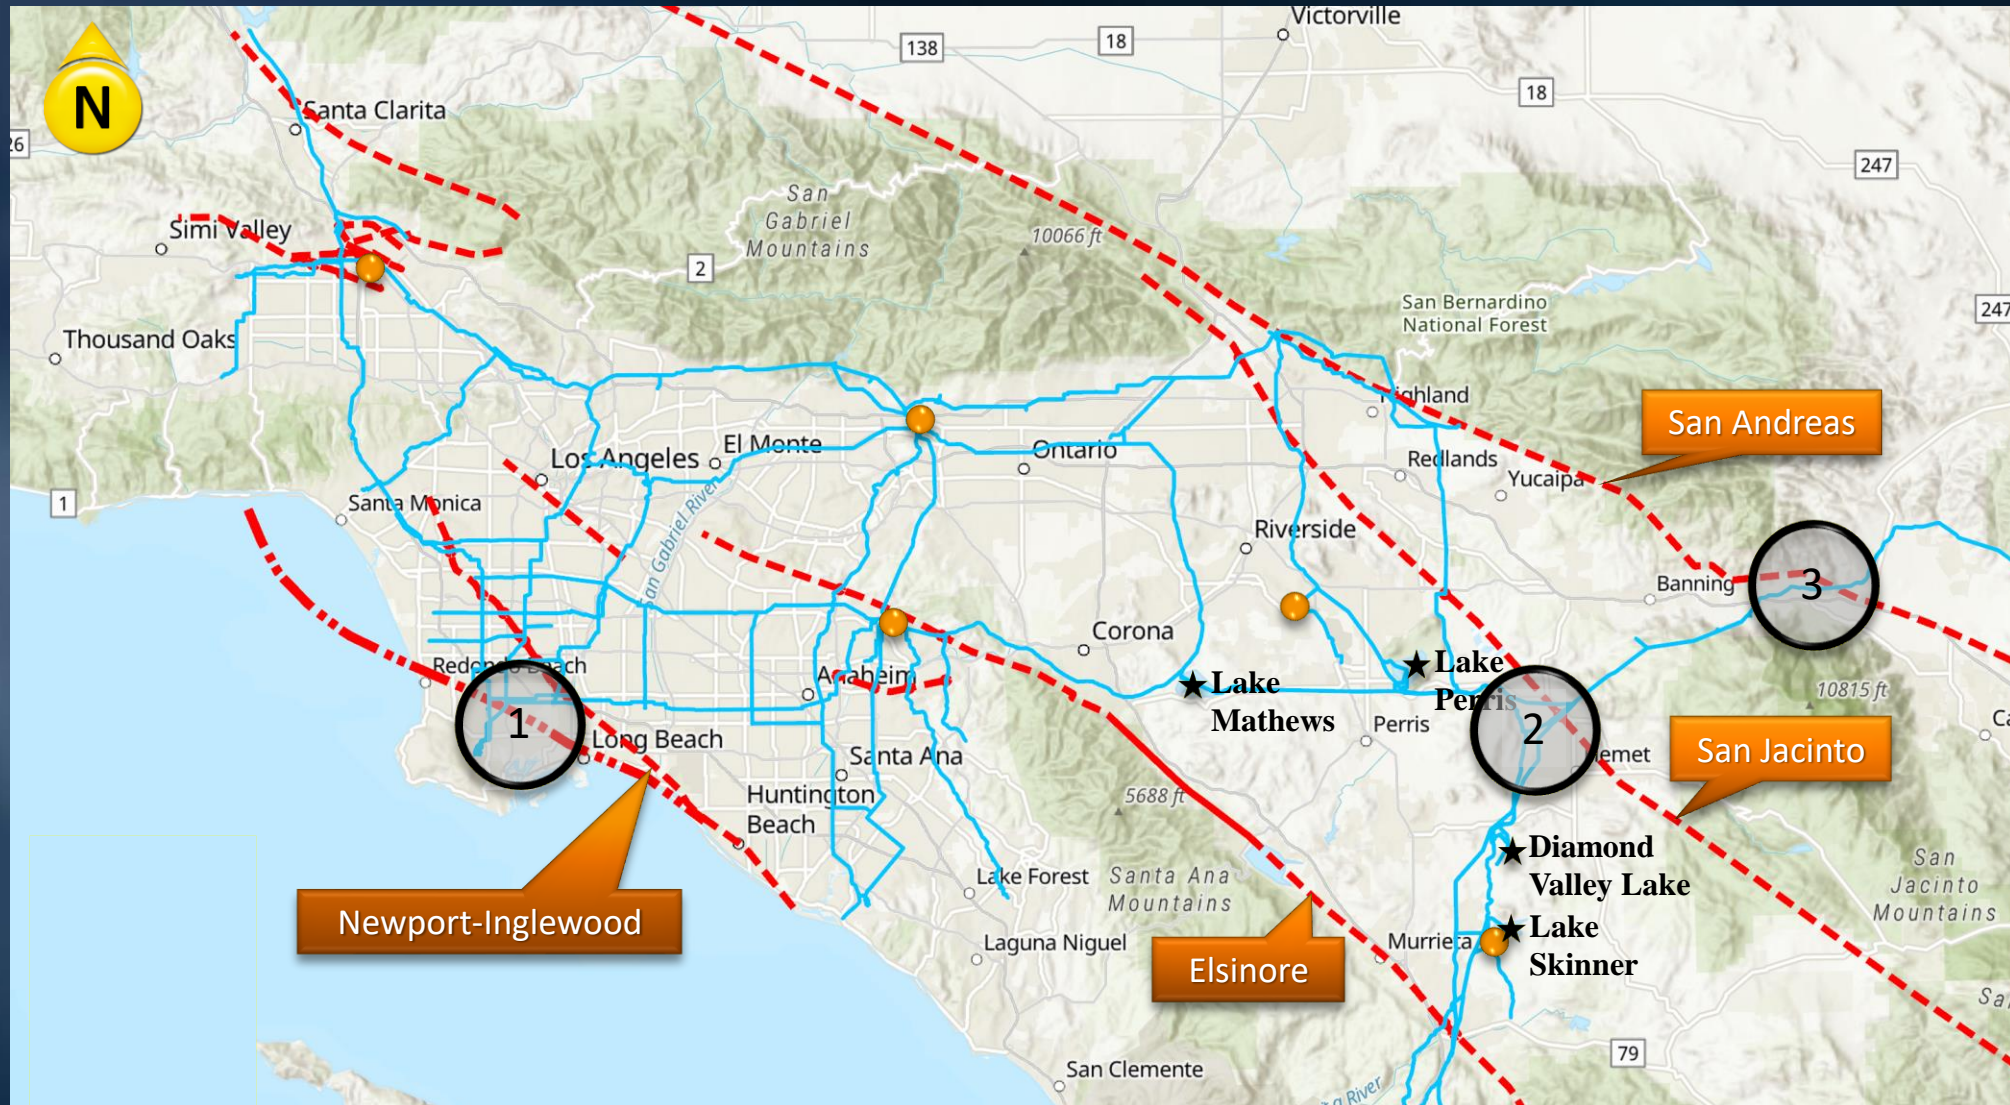 N
Victorville
138
18
18
Santa Clarita
26
247
San
Gabriel
Mountains
Simi Valley
10066 ft
2
San Bernardino
National Forest
247
Thousand Oaks
Highland
San Andreas
El Monte
Los Angeles
Ontario
Redlands
Yucaipa
1
Santa Monica
San Gabriel River
Riverside
Banning
3
Corona
Redondo Beach
Anaheim
Lake
Mathews
Lake
Perris
10815 ft
1
Long Beach
Perris
2
Hemet
San Jacinto
Santa Ana
5688 ft
Huntington
Beach
Diamond
Valley Lake
San
Jacinto
Mountains
Lake Forest
Santa Ana
Mountains
Newport-Inglewood
Laguna Niguel
Murrieta
Lake
Skinner
Elsinore
79
San Clemente
River